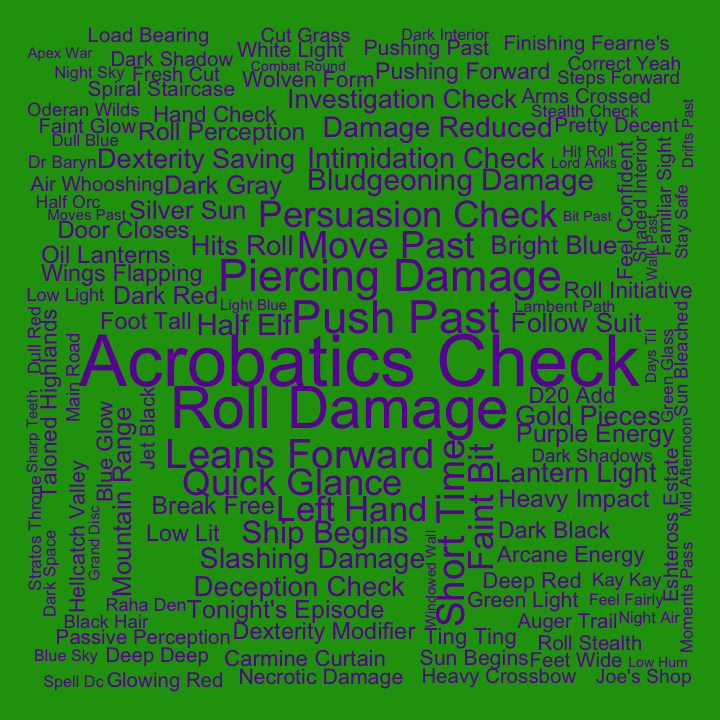 Load Bearing
Cut Grass
Dark Interior
Finishing Fearne's
Apex War
Dark Shadow
White Light
Pushing Past
Combat Round
Correct Yeah
Night Sky
Fresh Cut
Wolven Form
Pushing Forward
Steps Forward
Spiral Staircase
Investigation Check
Arms Crossed
Oderan Wilds
Hand Check
Stealth Check
Drifts Past
Faint Glow
Roll Perception
Damage Reduced
Pretty Decent
Dull Blue
Dr Baryn
Dexterity Saving
Intimidation Check
Hit Roll
Lord Ariks
Feel Confident
Shaded Interior
Familiar Sight
Air Whooshing
Dark Gray
Bludgeoning Damage
Half Orc
Moves Past
Silver Sun
Persuasion Check
Bit Past
Walk Past
Stay Safe
Door Closes
Oil Lanterns
Hits Roll
Move Past
Bright Blue
Wings Flapping
Piercing Damage
Roll Initiative
Low Light
Dark Red
Light Blue
Lambent Path
Foot Tall
Half Elf
Push Past
Follow Suit
Dull Red
Taloned Highlands
Main Road
Acrobatics Check
Days Til
Green Glass
Sun Bleached
Roll Damage
D20 Add
Gold Pieces
Sharp Teeth
Jet Black
Purple Energy
Leans Forward
Dark Shadows
Mid Afternoon
Blue Glow
Mountain Range
Quick Glance
Short Time
Faint Bit
Lantern Light
Eshteross Estate
Stratos Throne
Hellcatch Valley
Grand Disc
Break Free
Left Hand
Heavy Impact
Dark Space
Low Lit
Ship Begins
Windowed Wall
Dark Black
Slashing Damage
Arcane Energy
Moments Pass
Deception Check
Deep Red
Kay Kay
Raha Den
Tonight's Episode
Green Light
Feel Fairly
Black Hair
Auger Trail
Night Air
Passive Perception
Dexterity Modifier
Ting Ting
Roll Stealth
Blue Sky
Deep Deep
Carmine Curtain
Sun Begins
Feet Wide
Low Hum
Spell Dc
Glowing Red
Necrotic Damage
Heavy Crossbow
Joe's Shop